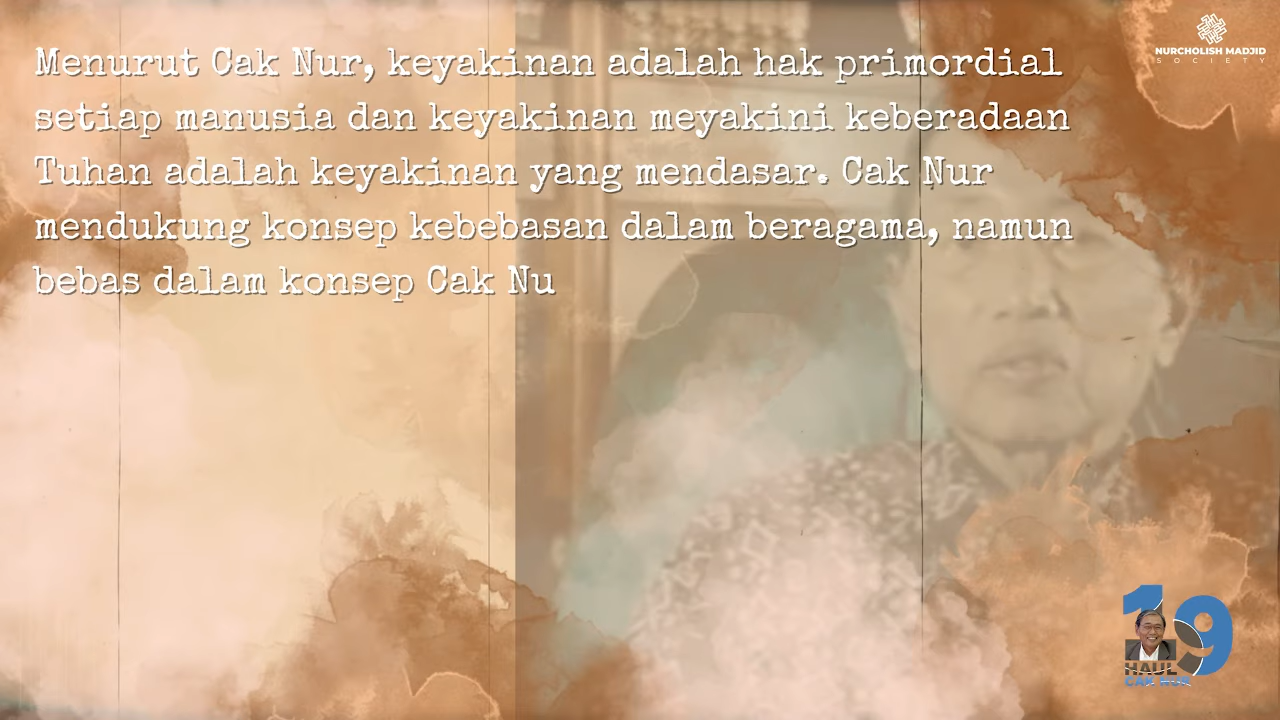 Menurut Cak Nur, keyakinan adalah hak primordial
setiap manusia dan keyakinan meyakini keberadaan
Tuhan adalah keyakinan yang mendasar. Cak Nur
mendukung konsep kebebasan dalam beragama, namun
bebas dalam konsep Cak Nu
NURCHOLISH MADJID
SOCIETY
19
HAUL
CAK NUR